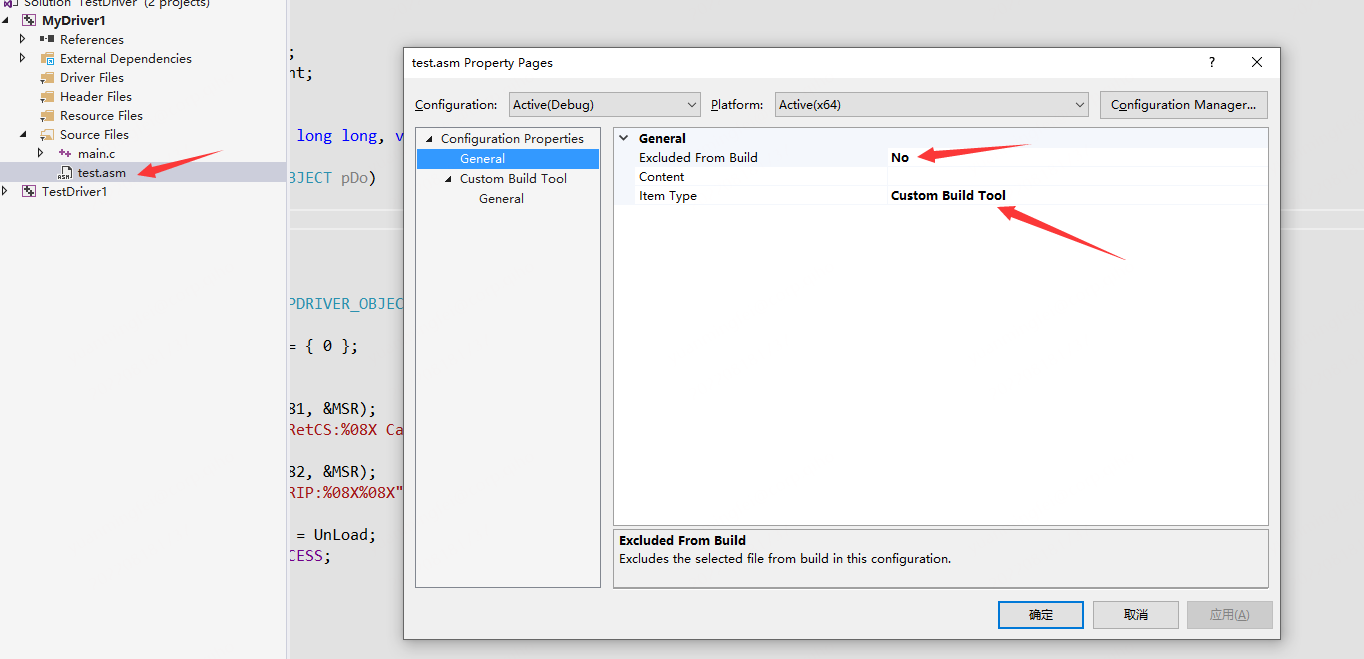 Solution 'TestDriver' (2 projects)
MyDriver1
References
External Dependencies
Driver Files
Header Files
Resource Files
Source Files
main.c
test.asm
TestDriver1
;
nt;
long long, v
BJECT pDo)
PDRIVER_OBJEC
= { 0 };
81, &MSR);
RetCS:%08X Ca
82, &MSR);
RIP:%08X%08X"
= UnLoad;
CESS;
test.asm Property Pages
?
Configuration: Active(Debug) Platform: Active(x64) Configuration Manager...
Configuration Properties
General
Custom Build Tool
General
General
Excluded From Build No
Content
Item Type Custom Build Tool
Excluded From Build
Excludes the selected file from build in this configuration.
确定 取消 应用(A)